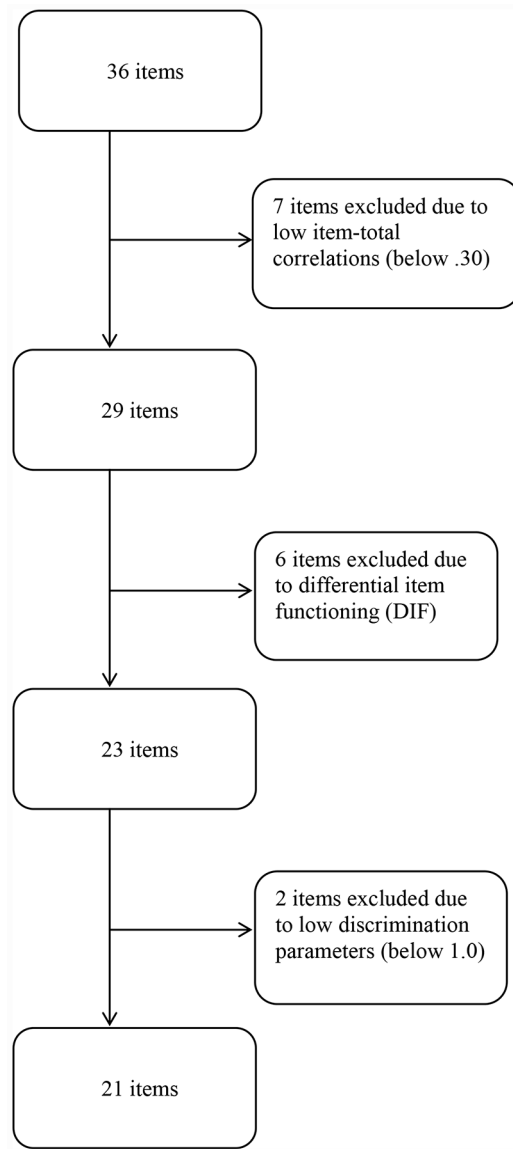 36 items
7 items excluded due to
low item-total
correlations (below .30)
29 items
6 items excluded due
to differential item
functioning (DIF)
23 items
2 items excluded due
to low discrimination
parameters (below 1.0)
21 items